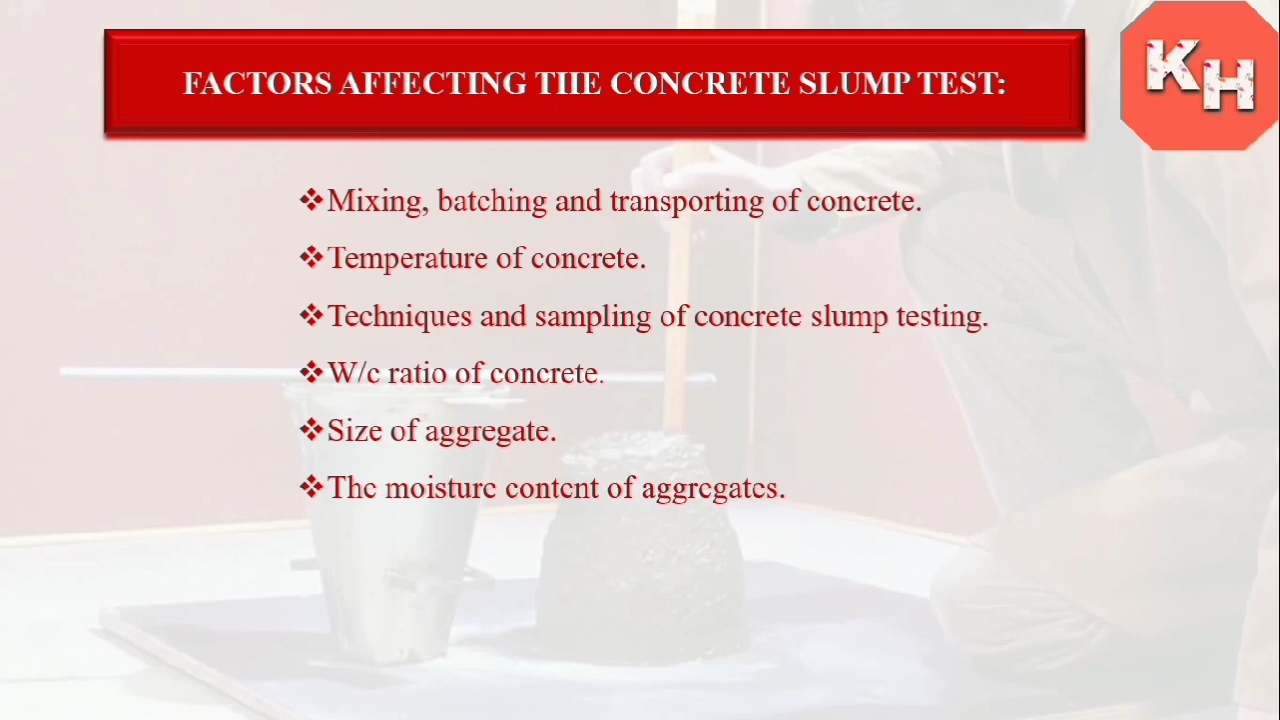 FACTORS AFFECTING THE CONCRETE SLUMP TEST:
KH
❖Mixing, batching and transporting of concrete.
❖Temperature of concrete.
❖Techniques and sampling of concrete slump testing.
❖W/c ratio of concrete.
❖Size of aggregate.
❖The moisture content of aggregates.